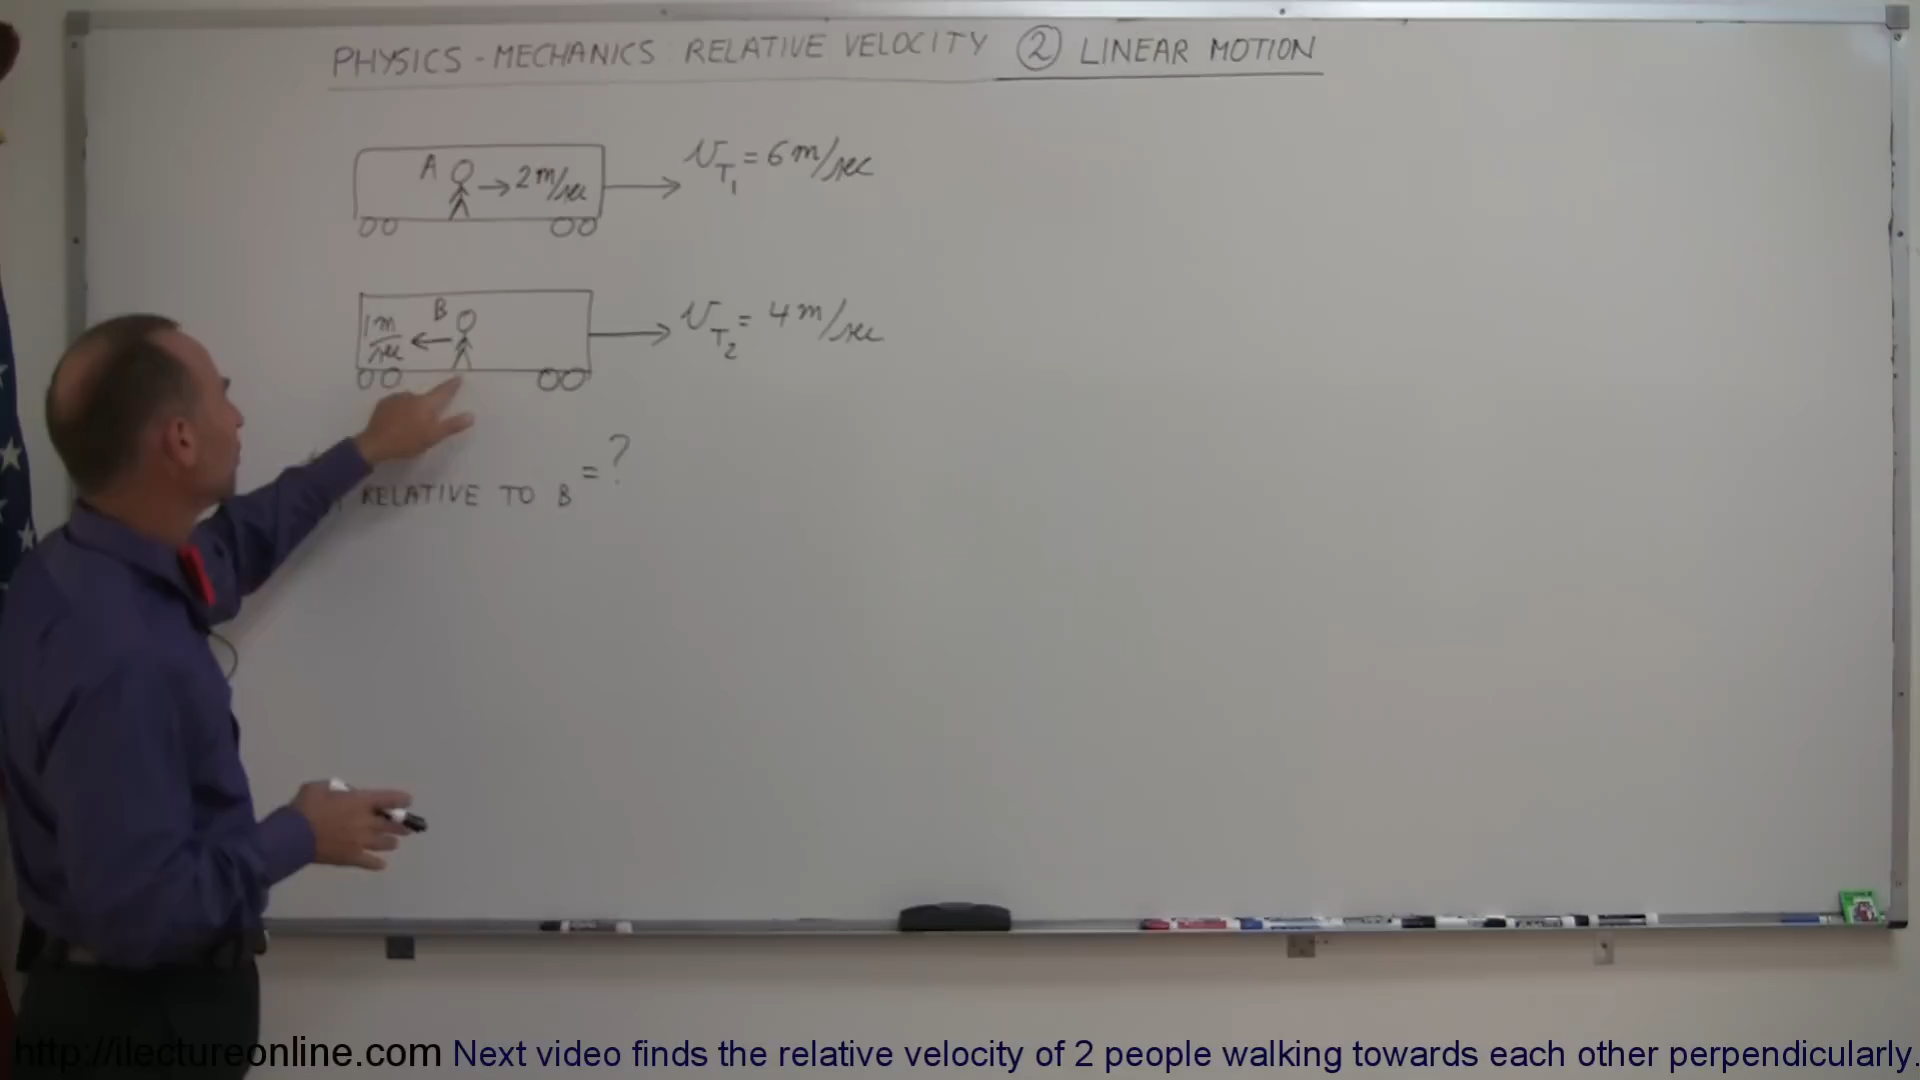 PHYSICS - MECHANICS RELATIVE VELOCITY ② LINEAR MOTION
A → 2 m/sec → V_T1 = 6 m/sec
1 m/sec ← B → V_T2 = 4 m/sec
RELATIVE TO B = ?
http://ilectureonline.com Next video finds the relative velocity of 2 people walking towards each other perpendicularly.